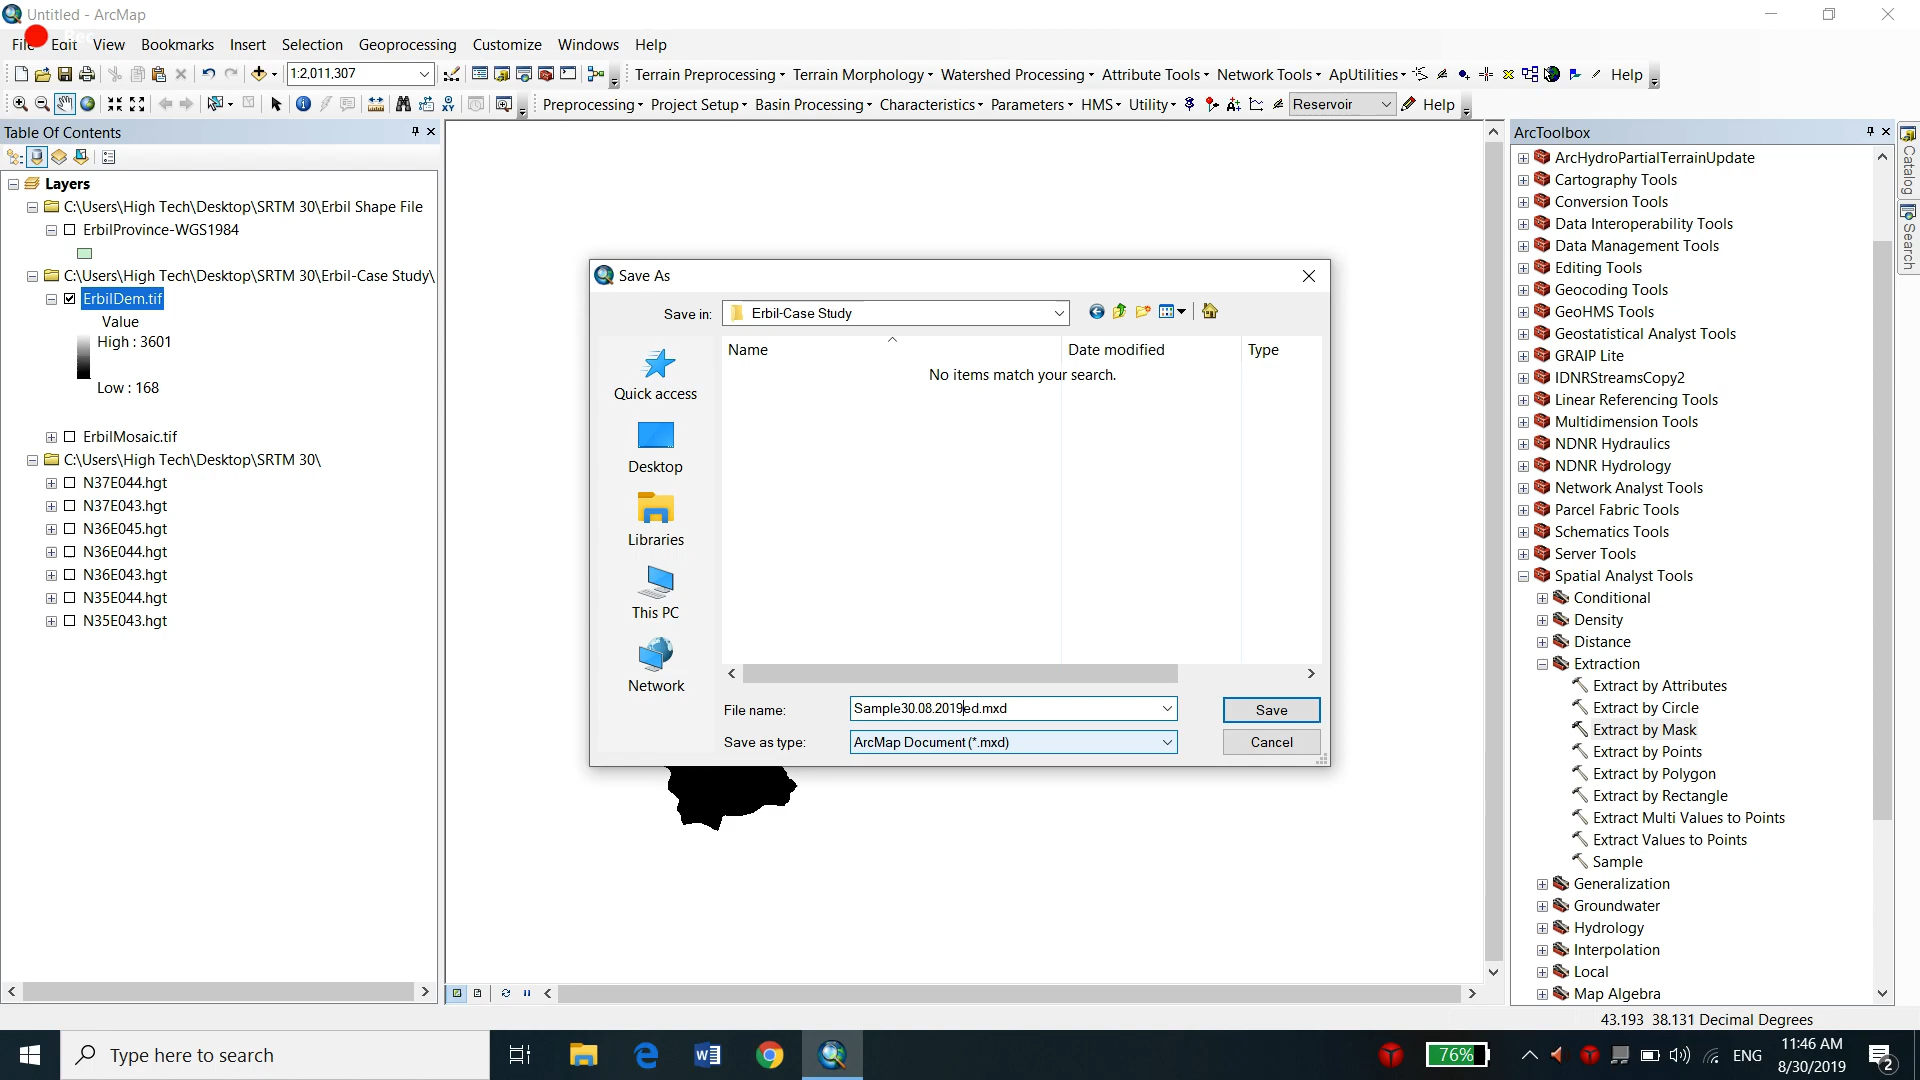 Untitled - ArcMap
File Edit View Bookmarks Insert Selection Geoprocessing Customize Windows Help
1:2,011,307
Terrain Preprocessing Terrain Morphology Watershed Processing Attribute Tools Network Tools ApUtilities Help
Preprocessing Project Setup Basin Processing Characteristics Parameters HMS Utility Reservoir Help
Table Of Contents
Layers
C:\Users\High Tech\Desktop\SRTM 30\Erbil Shape File
ErbilProvince-WGS1984
C:\Users\High Tech\Desktop\SRTM 30\Erbil-Case Study\
ErbilDem.tif
Value
High : 3601
Low : 168
ErbilMosaic.tif
C:\Users\High Tech\Desktop\SRTM 30\
N37E044.hgt
N37E043.hgt
N36E045.hgt
N36E044.hgt
N36E043.hgt
N35E044.hgt
N35E043.hgt
Save As
Save in: Erbil-Case Study
Name Date modified Type
No items match your search.
Quick access
Desktop
Libraries
This PC
Network
File name: Sample30.08.2019ed.mxd Save
Save as type: ArcMap Document (*.mxd) Cancel
ArcToolbox
ArcHydroPartialTerrainUpdate
Cartography Tools
Conversion Tools
Data Interoperability Tools
Data Management Tools
Editing Tools
Geocoding Tools
GeoHMS Tools
Geostatistical Analyst Tools
GRAIP Lite
IDNRStreamsCopy2
Linear Referencing Tools
Multidimension Tools
NDNR Hydraulics
NDNR Hydrology
Network Analyst Tools
Parcel Fabric Tools
Schematics Tools
Server Tools
Spatial Analyst Tools
Conditional
Density
Distance
Extraction
Extract by Attributes
Extract by Circle
Extract by Mask
Extract by Points
Extract by Polygon
Extract by Rectangle
Extract Multi Values to Points
Extract Values to Points
Sample
Generalization
Groundwater
Hydrology
Interpolation
Local
Map Algebra
Catalog
Search
43.193 38.131 Decimal Degrees
Type here to search
76%
ENG
11:46 AM
8/30/2019
2